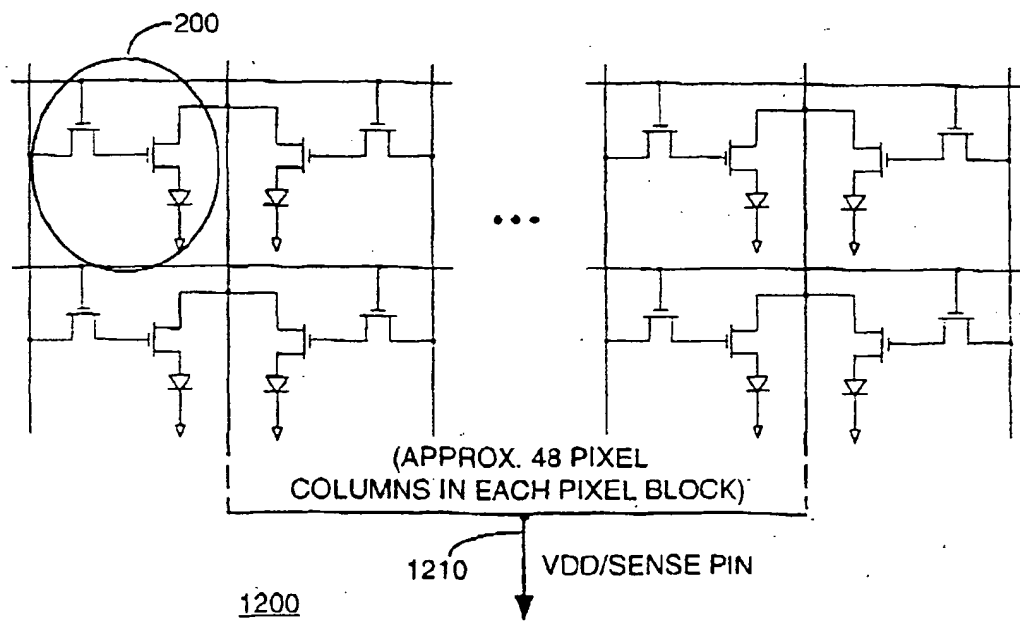 200
(APPROX. 48 PIXEL
COLUMNS IN EACH PIXEL BLOCK)
1210
VDD/SENSE PIN
1200